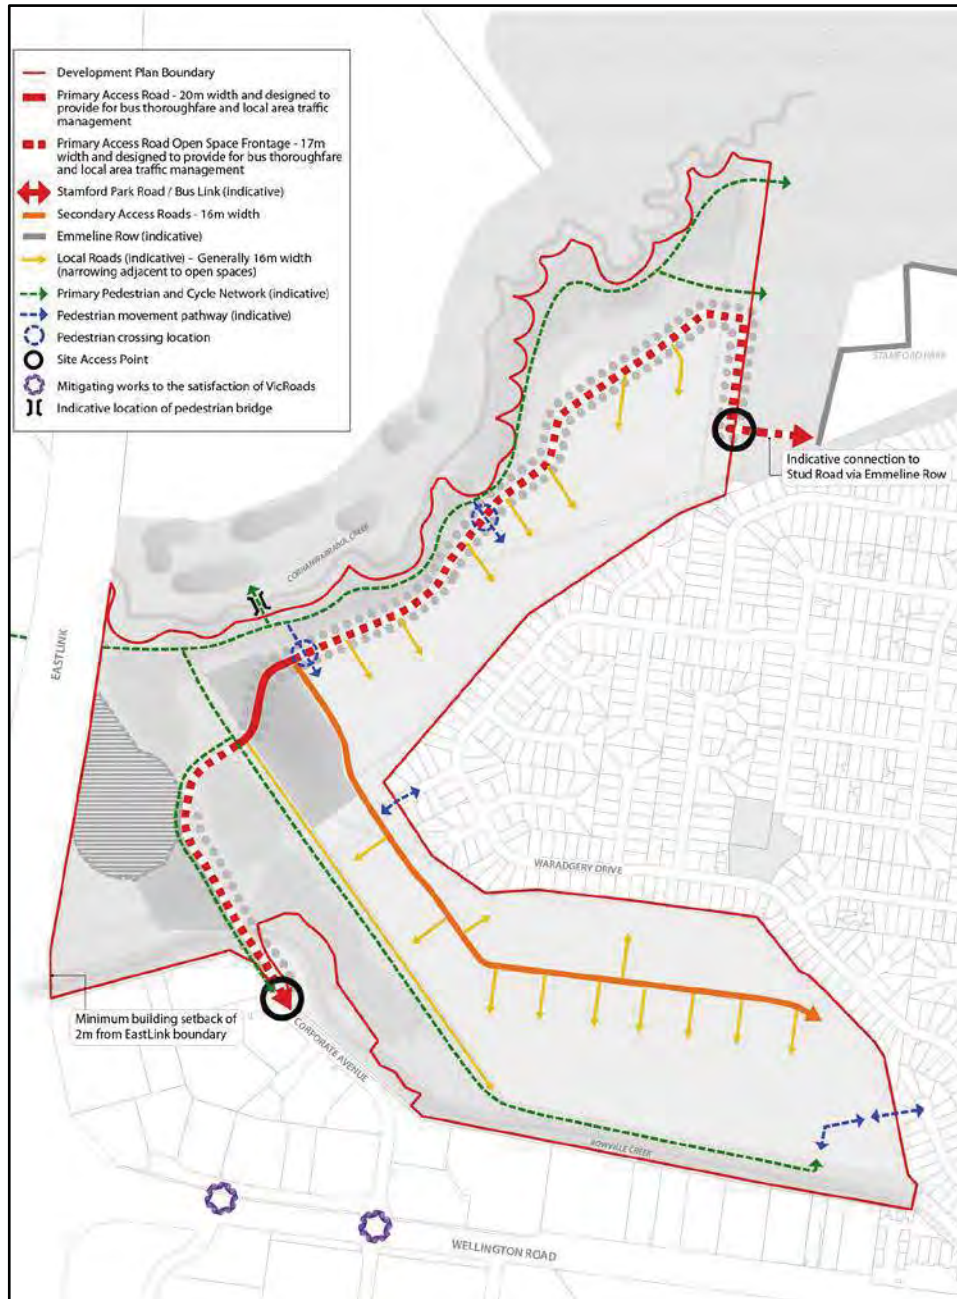 Development Plan Boundary
Primary Access Road - 20m width and designed to
provide for bus thoroughfare and local area traffic
management
Primary Access Road Open Space Frontage - 17m
width and designed to provide for bus thoroughfare
and local area traffic management
Stamford Park Road / Bus Link (indicative)
Secondary Access Roads - 16m width
Emmeline Row (indicative)
Local Roads (indicative) - Generally 16m width
(narrowing adjacent to open spaces)
Primary Pedestrian and Cycle Network (indicative)
Pedestrian movement pathway (indicative)
Pedestrian crossing location
Site Access Point
Mitigating works to the satisfaction of VicRoads
Indicative location of pedestrian bridge
STAMFORD PARK
Indicative connection to
Stud Road via Emmeline Row
CORHANWARRABUL CREEK
EASTLINK
WARADGERY DRIVE
Minimum building setback of
2m from EastLink boundary
CORPORATE AVENUE
ROWVILLE CREEK
WELLINGTON ROAD